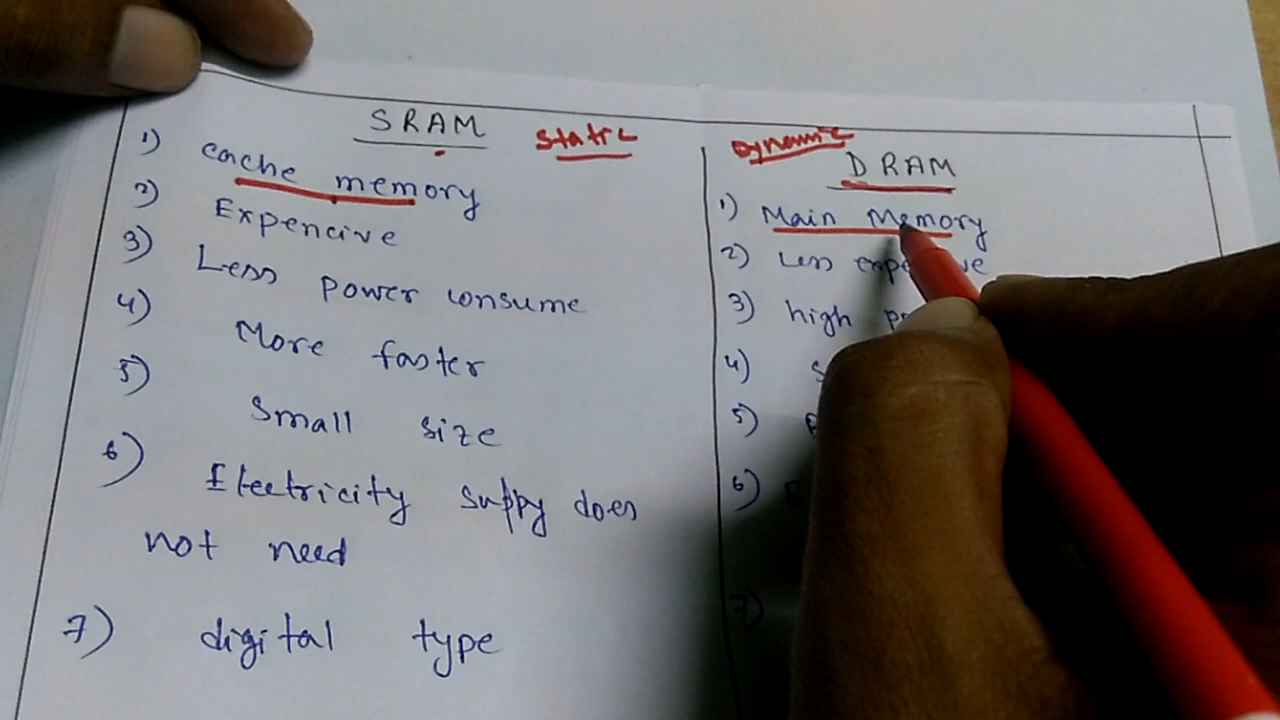 SRAM Static
1) cache memory
2) Expencive
3) Less power consume
4) More faster
5) Small size
6) Electricity suppy does
not need
7) digital type
Dynamic
DRAM
1) Main Memory
2) Less
3) high
4)
5)
6)
7)